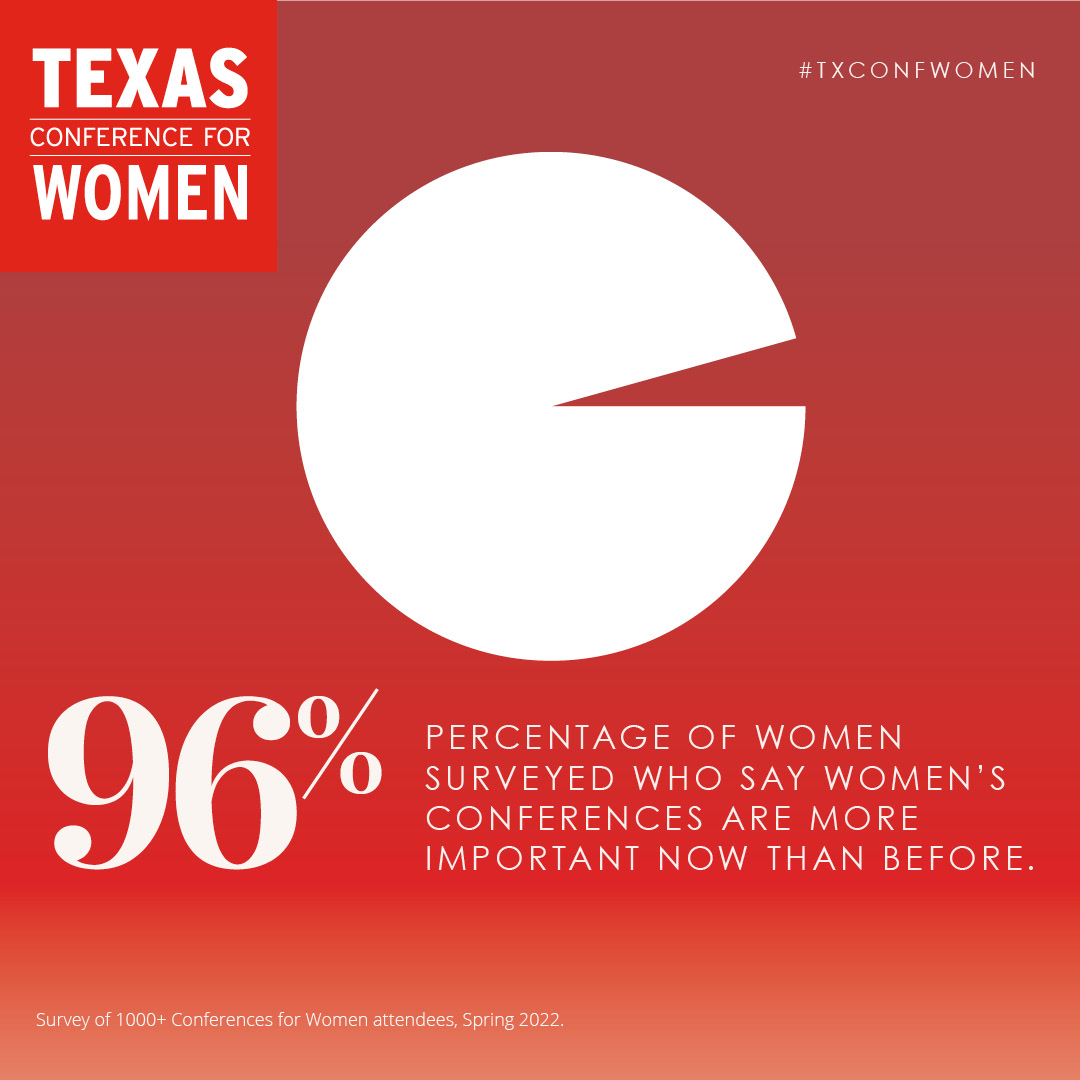 TEXAS
CONFERENCE FOR
WOMEN
#TXCONFWOMEN
96%
PERCENTAGE OF WOMEN
SURVEYED WHO SAY WOMEN’S
CONFERENCES ARE MORE
IMPORTANT NOW THAN BEFORE.
Survey of 1000+ Conferences for Women attendees, Spring 2022.